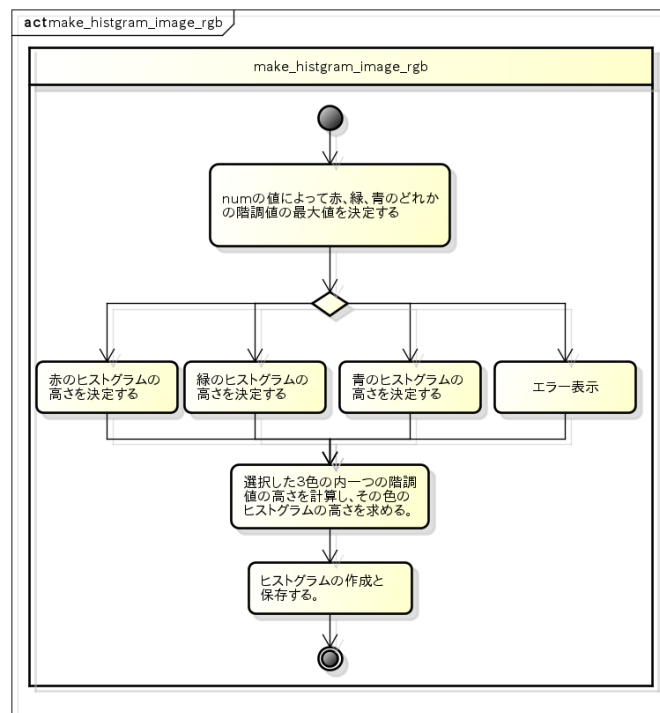 actmake_histgram_image_rgb
make_histgram_image_rgb
numの値によって赤、緑、青のどれか
の階調値の最大値を決定する
赤のヒストグラムの
高さを決定する
緑のヒストグラムの
高さを決定する
青のヒストグラムの
高さを決定する
エラー表示
選択した3色の内一つの階調
値の高さを計算し、その色の
ヒストグラムの高さを求める。
ヒストグラムの作成と
保存する。